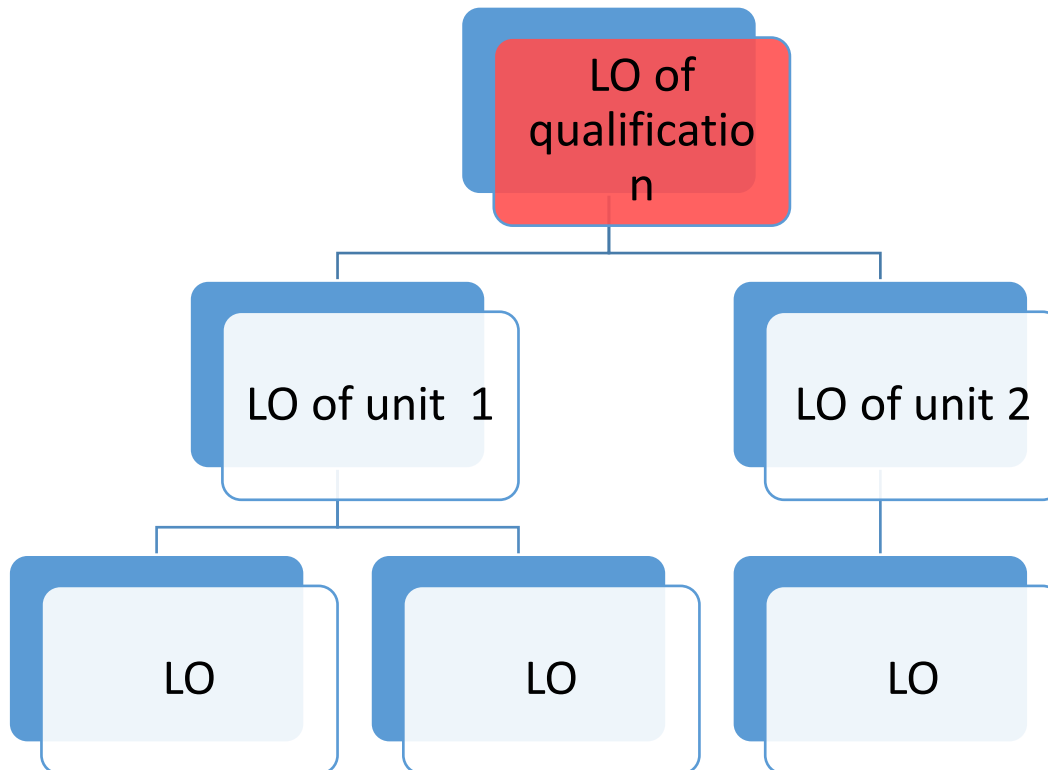 LO of
qualificatio
n
LO of unit  1
LO of unit 2
LO
LO
LO